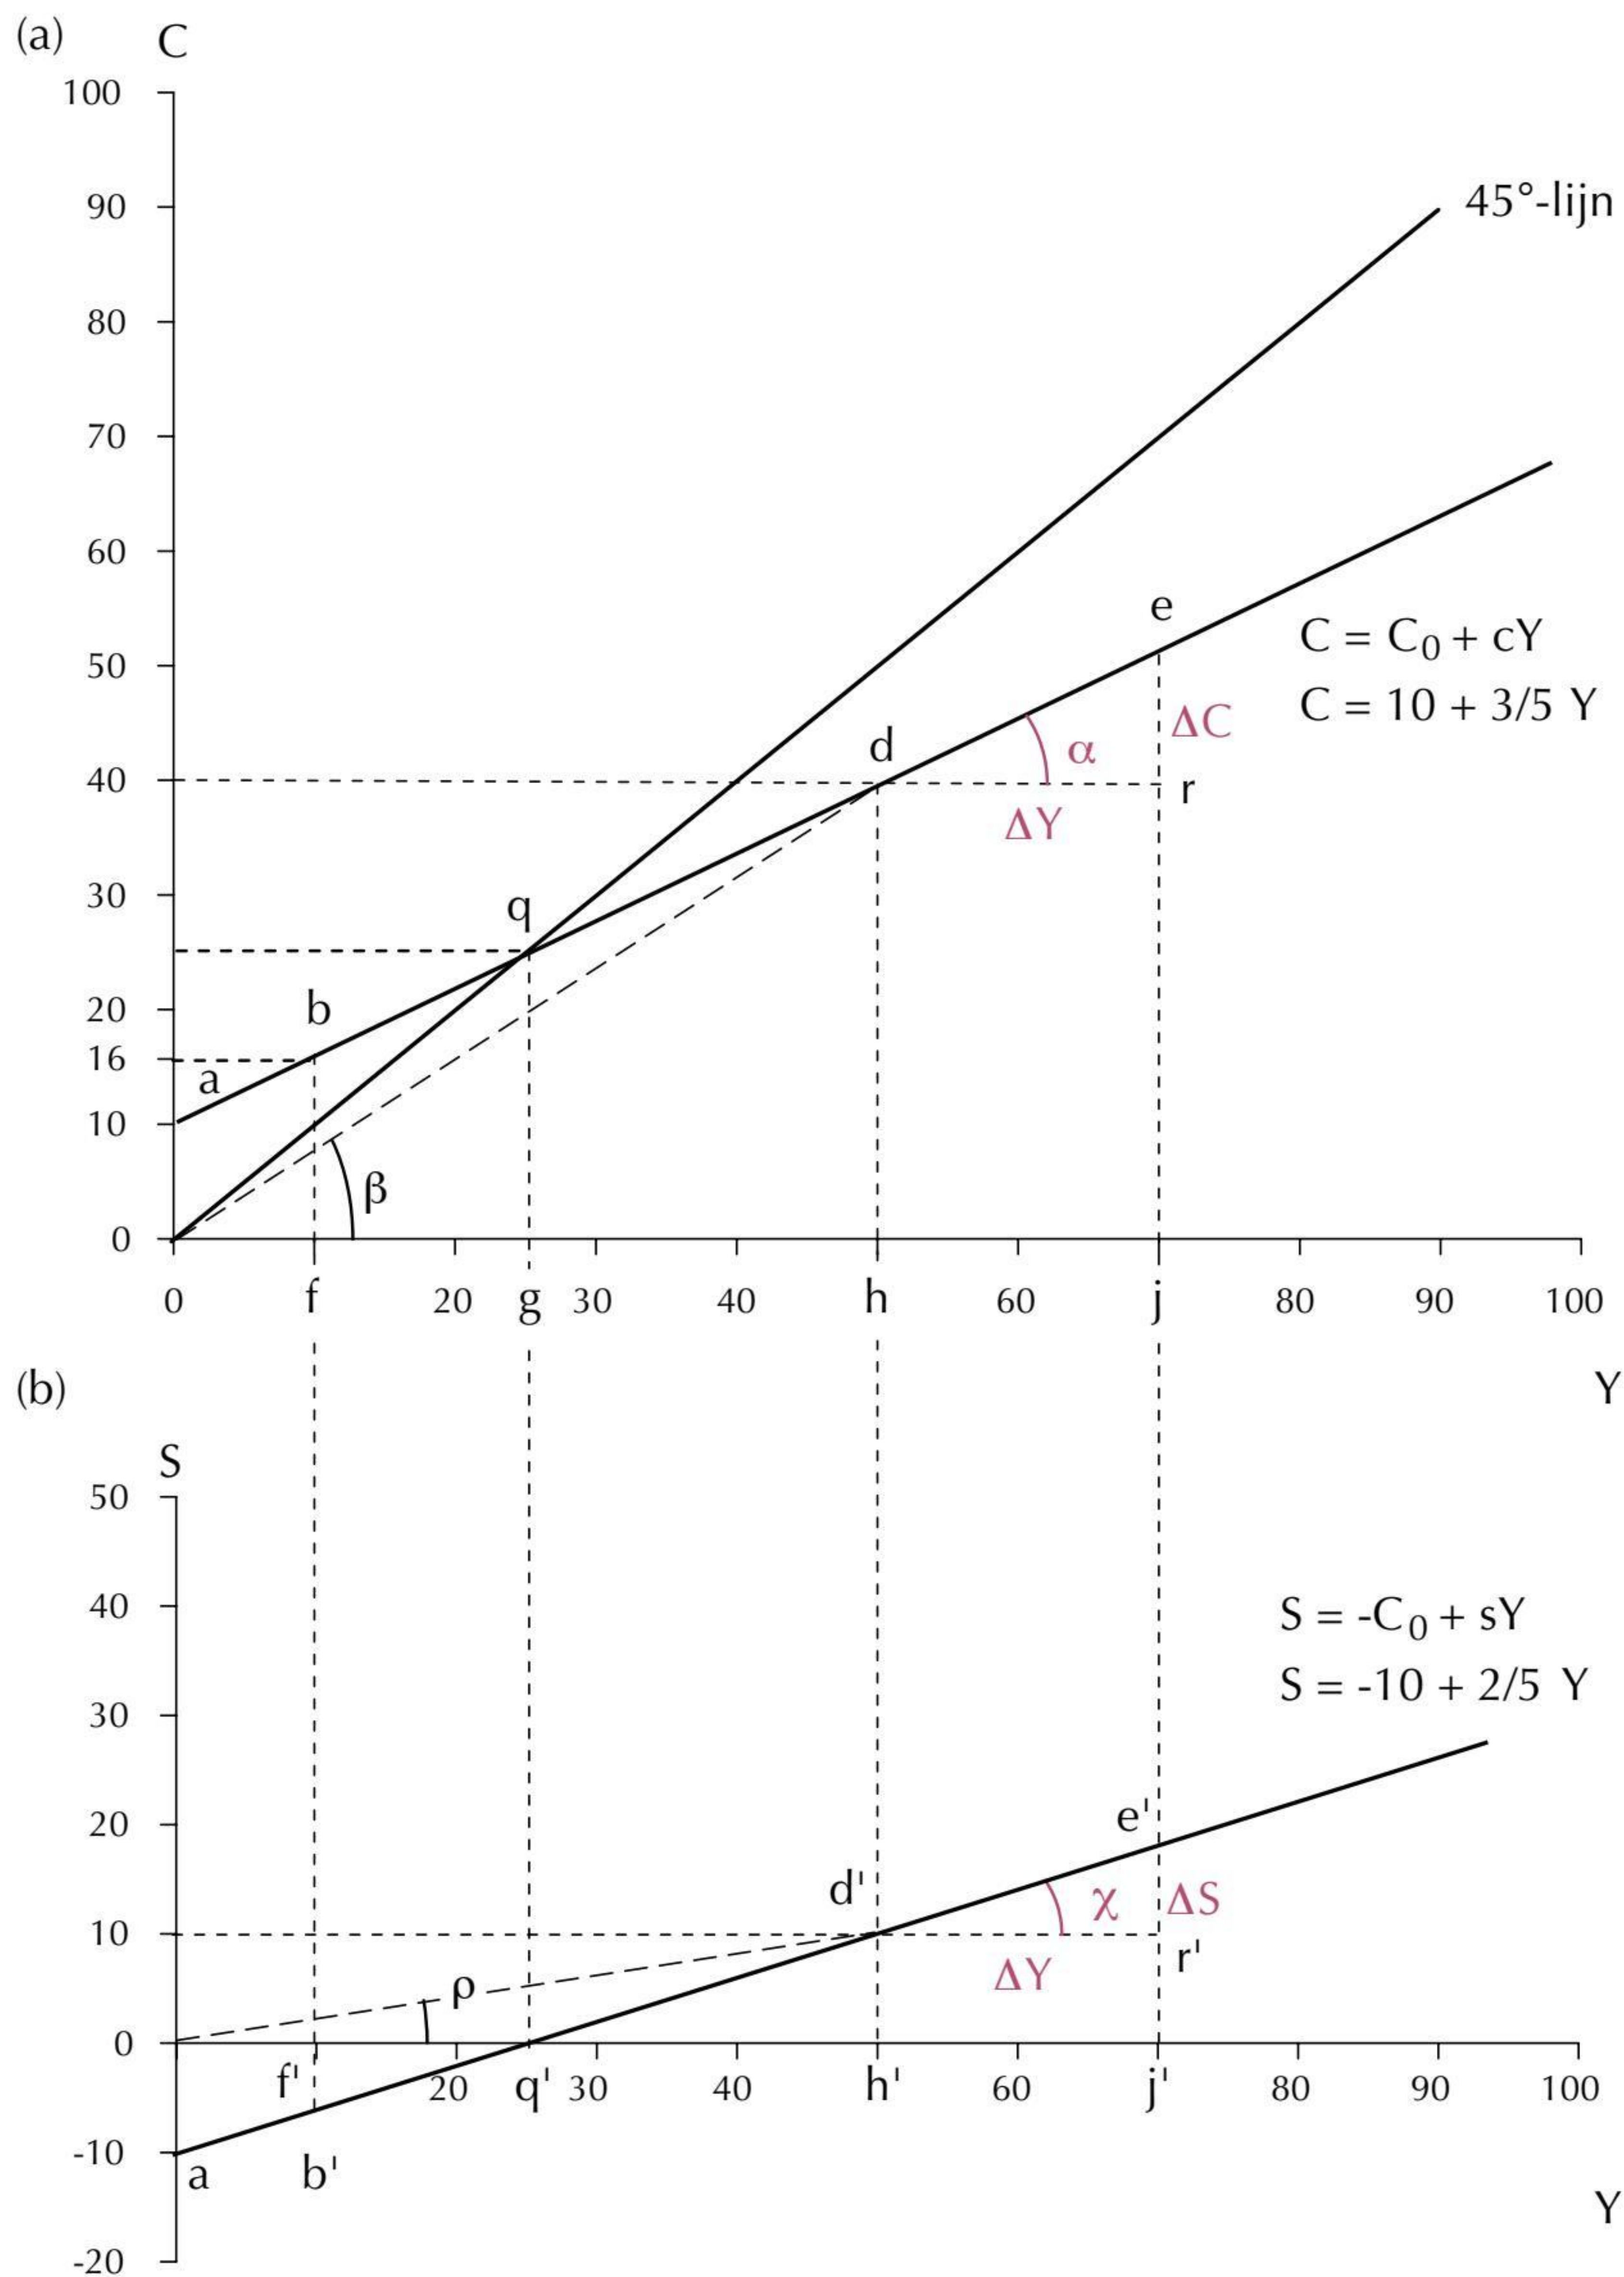 (a)
C
100
90
45°-lijn
80
70
60
e
C = C₀ + cY
50
C = 10 + 3/5 Y
ΔC
d
α
40
r
ΔY
30
q
20
b
16
a
10
β
0
0 f 20 g 30 40 h 60 j 80 90 100
(b)
Y
S
50
40
S = -C₀ + sY
S = -10 + 2/5 Y
30
20
e'
d'
χ
ΔS
10
r'
ΔY
ρ
0
f' 20 q' 30 40 h' 60 j' 80 90 100
-10
a
b'
Y
-20